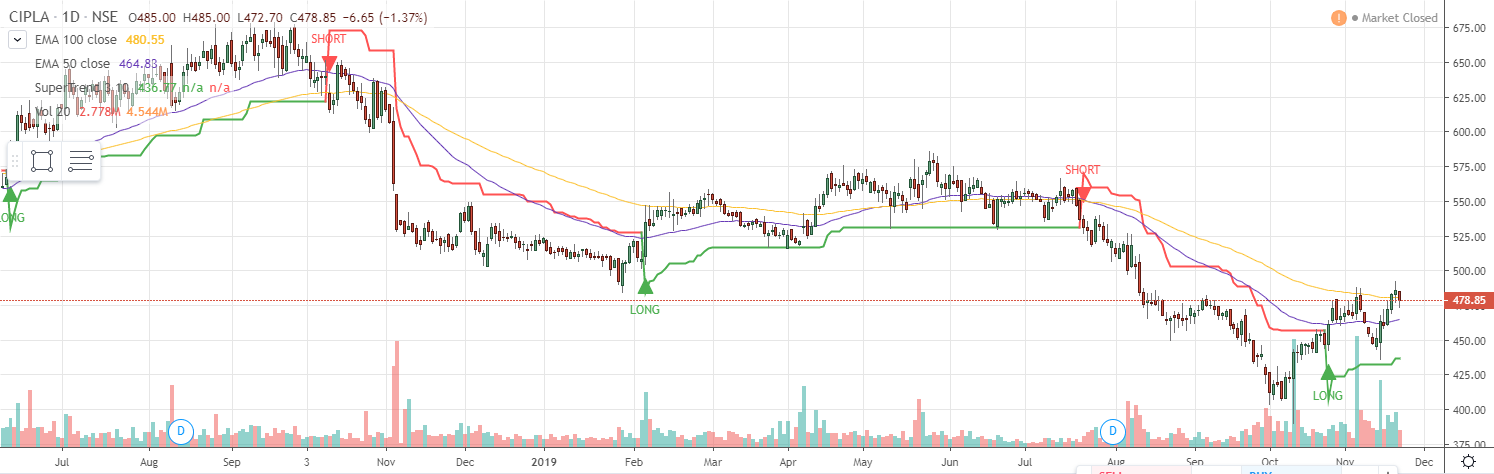 CIPLA · 1D · NSE O485.00 H485.00 L472.70 C478.85 −6.65 (−1.37%)
! Market Closed
EMA 100 close 480.55
EMA 50 close 464.83
SuperTrend 3 10 436.77 n/a n/a
Vol 20 2.778M 4.544M
SHORT
SHORT
LONG
LONG
LONG
675.00
650.00
625.00
600.00
575.00
550.00
525.00
500.00
478.85
450.00
425.00
400.00
375.00
D
D
Jul Aug Sep 3 Nov Dec 2019 Feb Mar Apr May Jun Jul Aug Sep Oct Nov Dec
SELL BUY